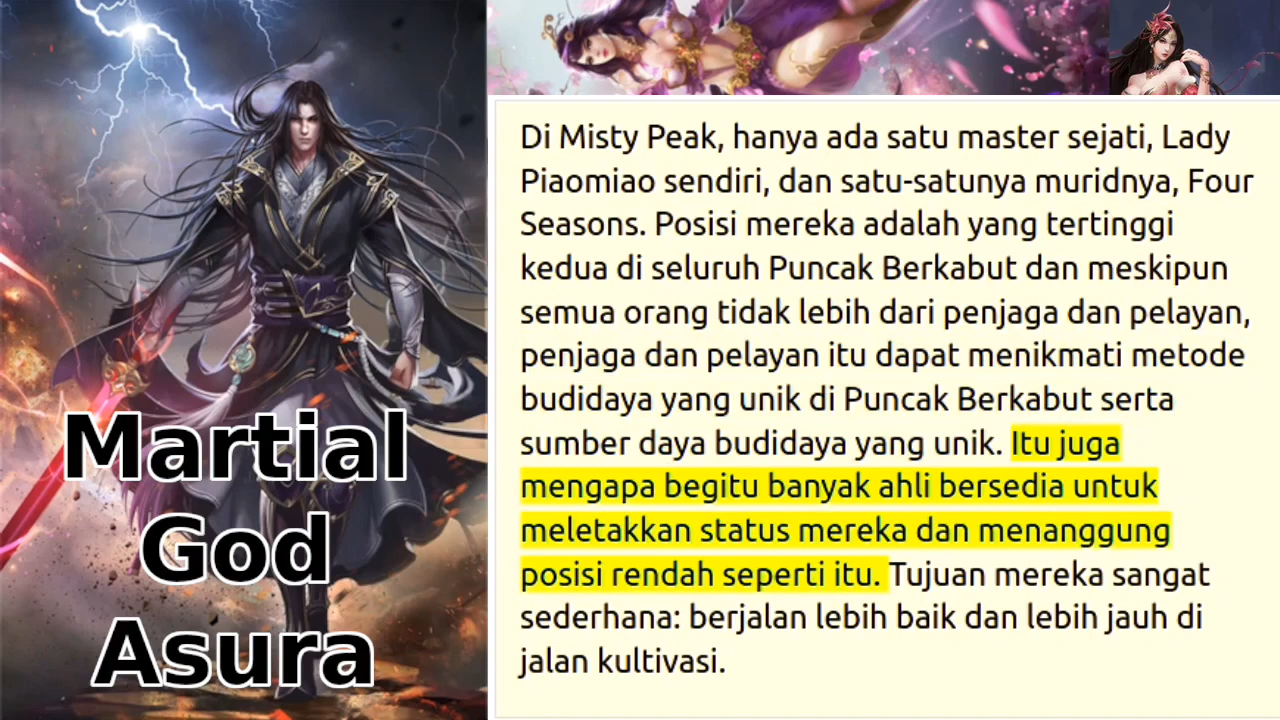 Martial
God
Asura
Di Misty Peak, hanya ada satu master sejati, Lady
Piaomiao sendiri, dan satu-satunya muridnya, Four
Seasons. Posisi mereka adalah yang tertinggi
kedua di seluruh Puncak Berkabut dan meskipun
semua orang tidak lebih dari penjaga dan pelayan,
penjaga dan pelayan itu dapat menikmati metode
budidaya yang unik di Puncak Berkabut serta
sumber daya budidaya yang unik. Itu juga
mengapa begitu banyak ahli bersedia untuk
meletakkan status mereka dan menanggung
posisi rendah seperti itu. Tujuan mereka sangat
sederhana: berjalan lebih baik dan lebih jauh di
jalan kultivasi.